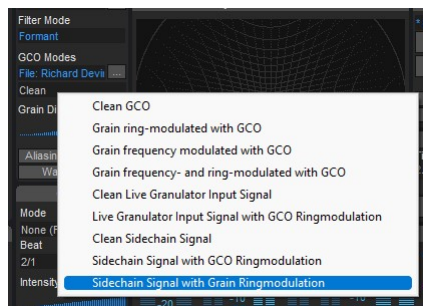 Filter Mode
Formant
GCO Modes
File: Richard Devi
...
Clean
Grain Di
Clean GCO
Grain ring-modulated with GCO
Grain frequency modulated with GCO
Grain frequency- and ring-modulated with GCO
Clean Live Granulator Input Signal
Live Granulator Input Signal with GCO Ringmodulation
Clean Sidechain Signal
Sidechain Signal with GCO Ringmodulation
Sidechain Signal with Grain Ringmodulation
Aliasin
Wa
Mode
None (F
Beat
2/1
Intensity
-20
-10
-10